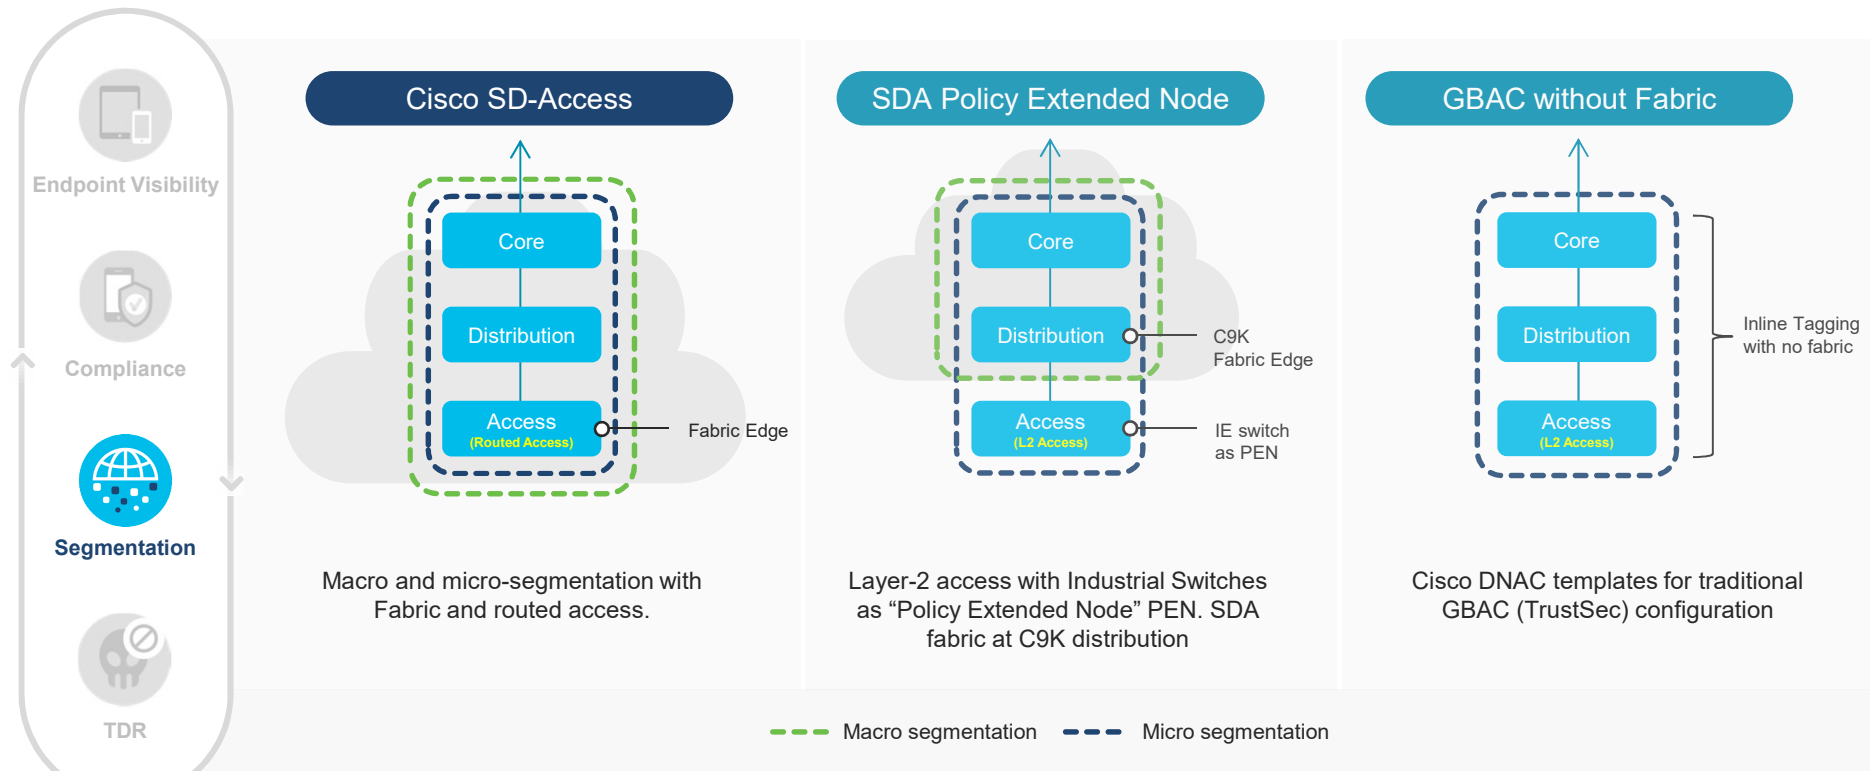 Endpoint Visibility
Compliance
Segmentation
TDR
Cisco SD-Access
Core
Distribution
Access
(Routed Access)
Fabric Edge
Macro and micro-segmentation with
Fabric and routed access.
SDA Policy Extended Node
Core
Distribution
C9K
Fabric Edge
Access
(L2 Access)
IE switch
as PEN
Layer-2 access with Industrial Switches
as “Policy Extended Node” PEN. SDA
fabric at C9K distribution
GBAC without Fabric
Core
Distribution
Access
(L2 Access)
Inline Tagging
with no fabric
Cisco DNAC templates for traditional
GBAC (TrustSec) configuration
Macro segmentation
Micro segmentation